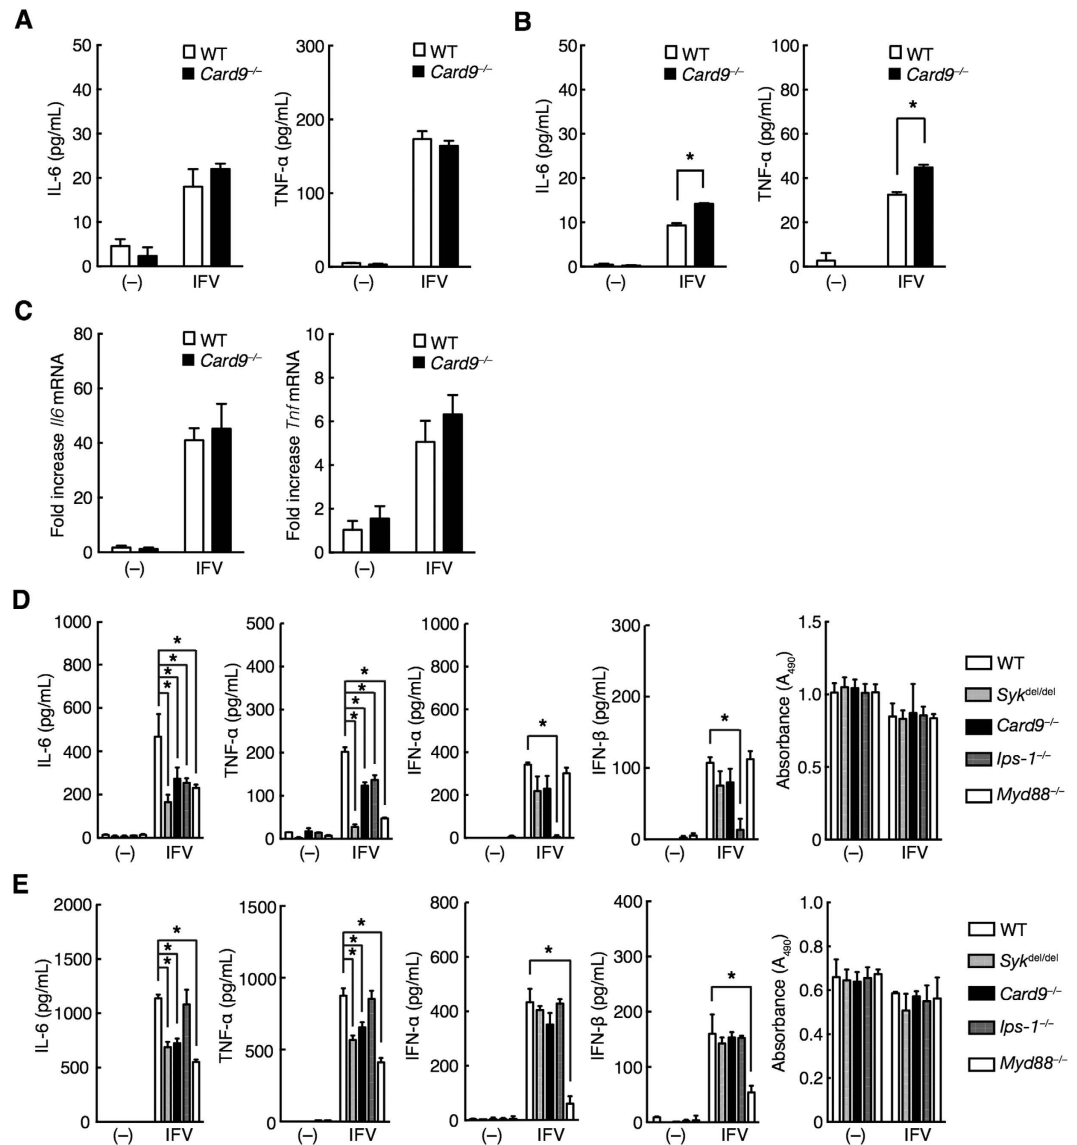 A
B
WT
Card9–/–
IL-6 (pg/mL)
50
40
30
20
10
0
(–)
IFV
WT
Card9–/–
TNF-α (pg/mL)
300
200
100
0
(–)
IFV
WT
Card9–/–
IL-6 (pg/mL)
50
40
30
20
10
0
*
(–)
IFV
WT
Card9–/–
TNF-α (pg/mL)
100
80
60
40
20
0
*
(–)
IFV
C
WT
Card9–/–
Fold increase Il6 mRNA
80
60
40
20
0
(–)
IFV
WT
Card9–/–
Fold increase Tnf mRNA
10
8
6
4
2
0
(–)
IFV
D
IL-6 (pg/mL)
1000
800
600
400
200
0
*
*
*
*
(–)
IFV
TNF-α (pg/mL)
500
400
300
200
100
0
*
*
*
*
(–)
IFV
IFN-α (pg/mL)
1000
800
600
400
200
0
*
(–)
IFV
IFN-β (pg/mL)
300
200
100
0
*
(–)
IFV
Absorbance (A490)
1.5
1.0
0.5
0
(–)
IFV
WT
Sykdel/del
Card9–/–
Ips-1–/–
Myd88–/–
E
IL-6 (pg/mL)
2000
1500
1000
500
0
*
*
*
(–)
IFV
TNF-α (pg/mL)
1500
1000
500
0
*
*
*
(–)
IFV
IFN-α (pg/mL)
800
600
400
200
0
*
(–)
IFV
IFN-β (pg/mL)
400
300
200
100
0
*
(–)
IFV
Absorbance (A490)
1.0
0.8
0.6
0.4
0.2
0
(–)
IFV
WT
Sykdel/del
Card9–/–
Ips-1–/–
Myd88–/–